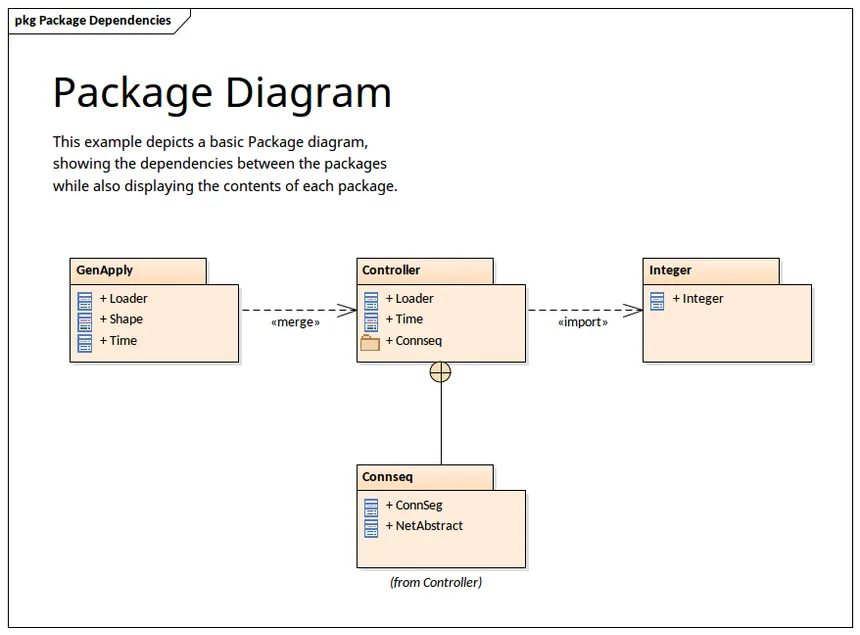 pkg Package Dependencies
Package Diagram
This example depicts a basic Package diagram,
showing the dependencies between the packages
while also displaying the contents of each package.
GenApply
+ Loader
+ Shape
+ Time
«merge»
Controller
+ Loader
+ Time
+ Connseq
«import»
Integer
+ Integer
Connseq
+ ConnSeg
+ NetAbstract
(from Controller)